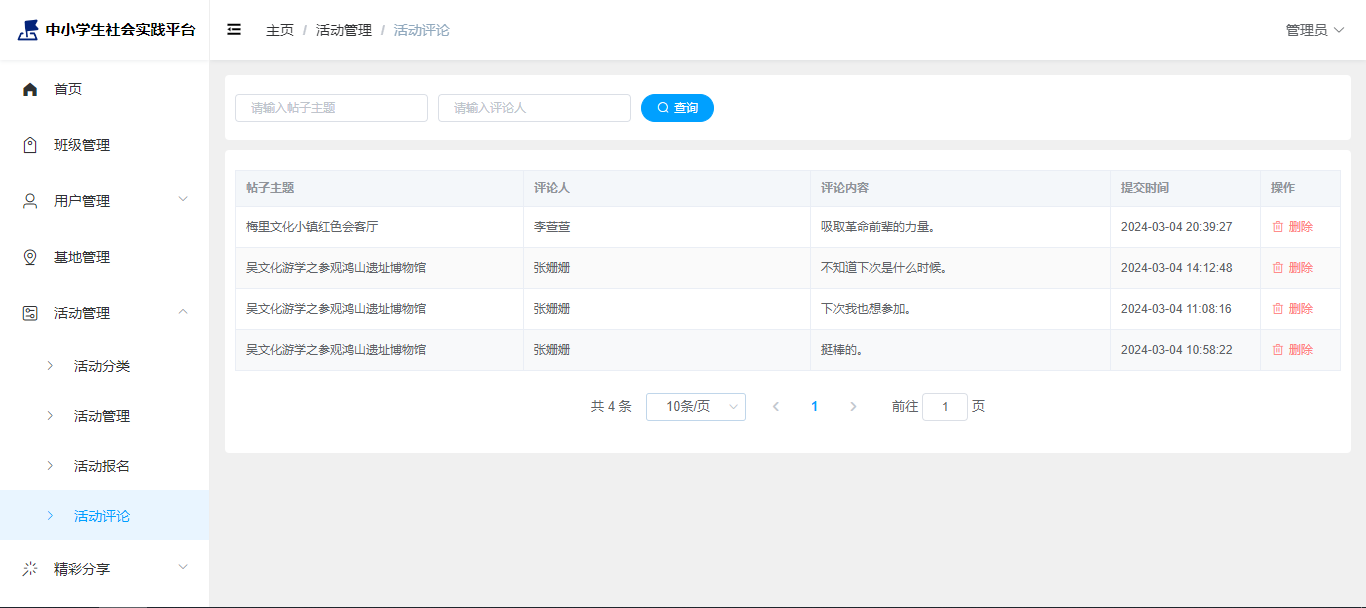 中小学生社会实践平台
主页 / 活动管理 / 活动评论
管理员
首页
班级管理
用户管理
基地管理
活动管理
活动分类
活动管理
活动报名
活动评论
精彩分享
请输入帖子主题 请输入评论人 查询
帖子主题 评论人 评论内容 提交时间 操作
梅里文化小镇红色会客厅 李萱萱 吸取革命前辈的力量。 2024-03-04 20:39:27 删除
吴文化游学之参观鸿山遗址博物馆 张姗姗 不知道下次是什么时候。 2024-03-04 14:12:48 删除
吴文化游学之参观鸿山遗址博物馆 张姗姗 下次我也想参加。 2024-03-04 11:08:16 删除
吴文化游学之参观鸿山遗址博物馆 张姗姗 挺棒的。 2024-03-04 10:58:22 删除
共 4 条 10条/页 1 前往 1 页